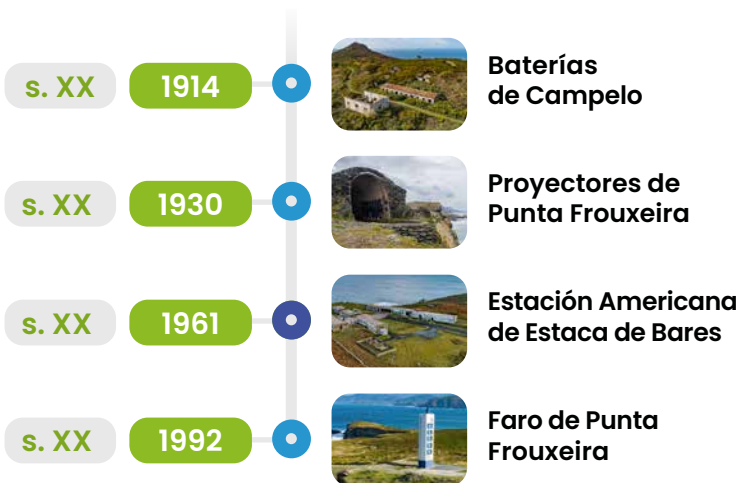 s. XX 1914 Baterías
de Campelo
s. XX 1930 Proyectores de
Punta Frouxeira
s. XX 1961 Estación Americana
de Estaca de Bares
s. XX 1992 Faro de Punta
Frouxeira